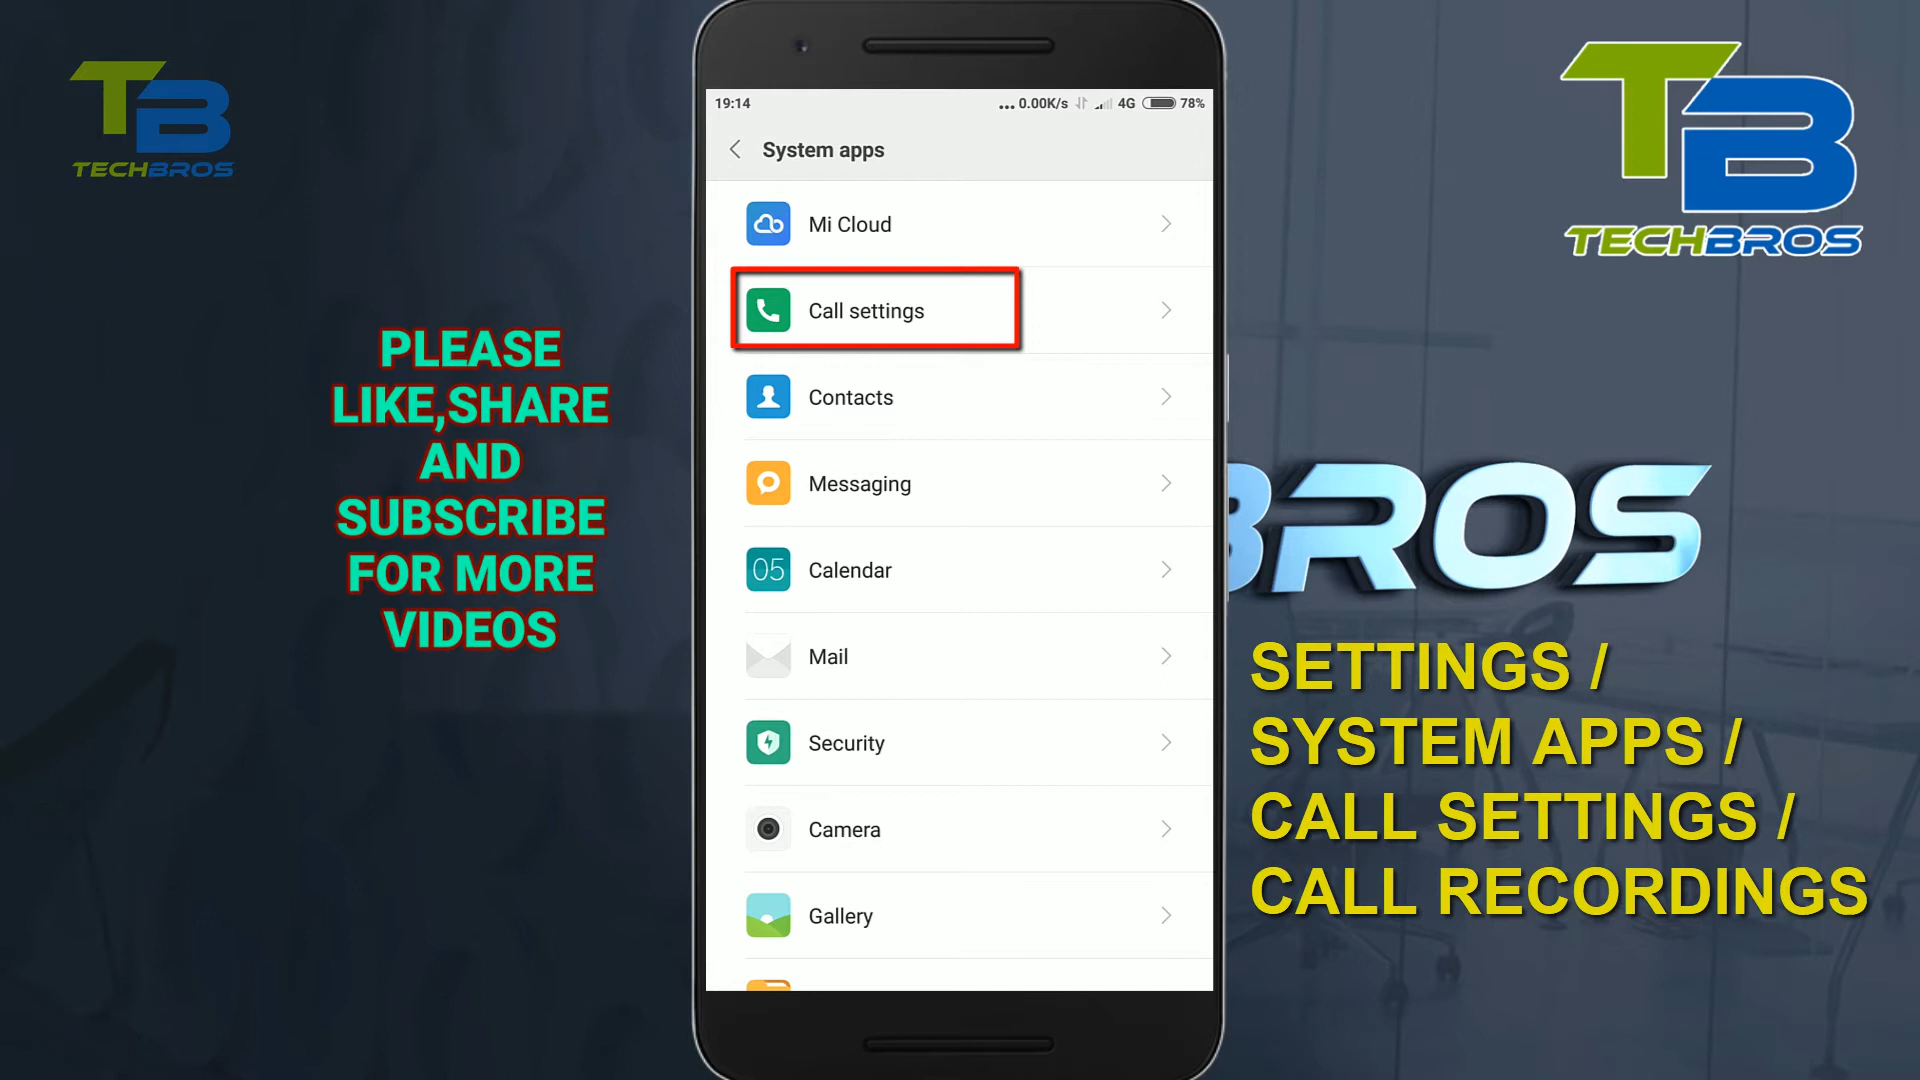 TB
TECHBROS
PLEASE
LIKE,SHARE
AND
SUBSCRIBE
FOR MORE
VIDEOS
19:14
... 0.00K/s 4G 78%
System apps
Mi Cloud
Call settings
Contacts
Messaging
05 Calendar
Mail
Security
Camera
Gallery
TB
TECHBROS
BROS
SETTINGS /
SYSTEM APPS /
CALL SETTINGS /
CALL RECORDINGS